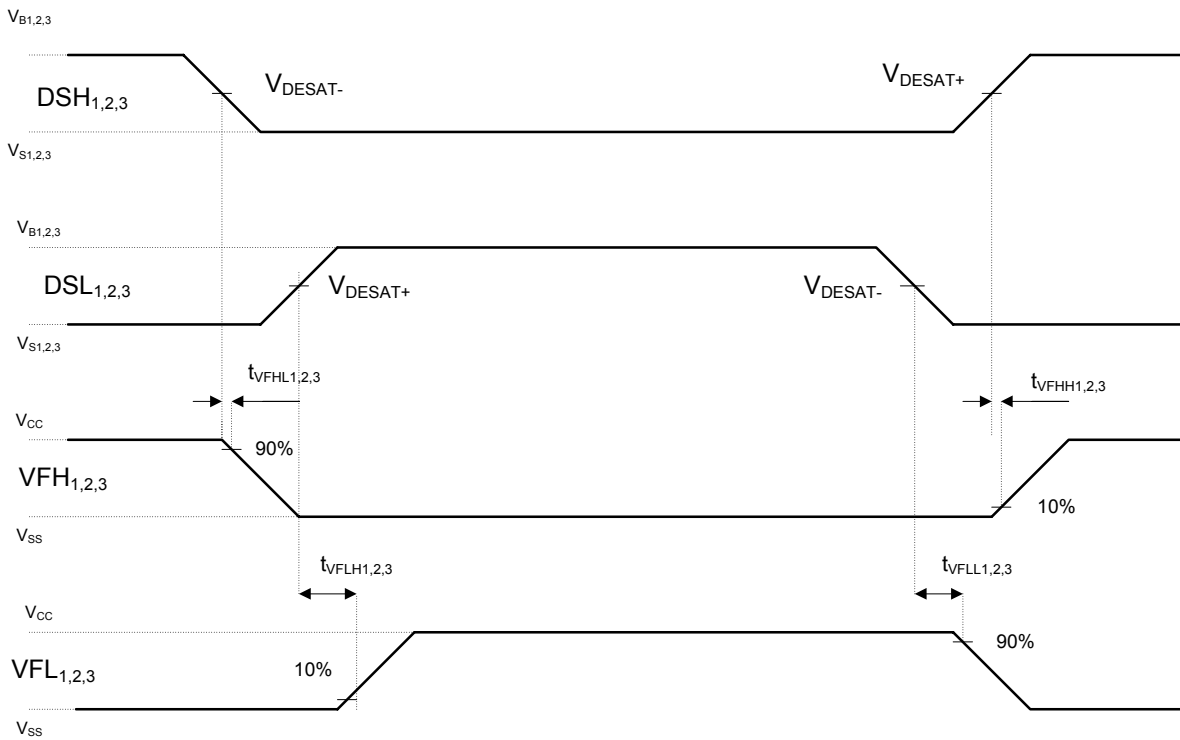 VB1,2,3
VDESAT-
VDESAT+
DSH1,2,3
VS1,2,3
VB1,2,3
DSL1,2,3
VDESAT+
VDESAT-
VS1,2,3
tVFHL1,2,3
tVFHH1,2,3
VCC
90%
VFH1,2,3
10%
VSS
tVFLH1,2,3
tVFLL1,2,3
VCC
90%
VFL1,2,3
10%
VSS